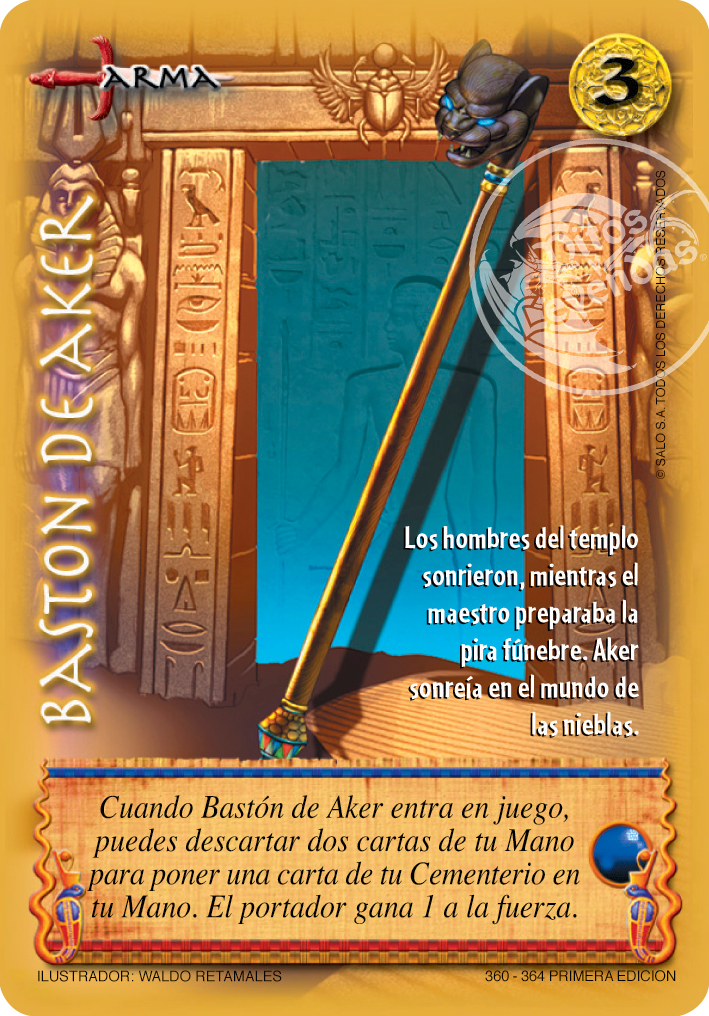 ARMA
3
BASTON DE AKER
Mitos
Leyendas
© SALO S.A. TODOS LOS DERECHOS RESERVADOS
Los hombres del templo
sonrieron, mientras el
maestro preparaba la
pira fúnebre. Aker
sonreía en el mundo de
las nieblas.
Cuando Bastón de Aker entra en juego,
puedes descartar dos cartas de tu Mano
para poner una carta de tu Cementerio en
tu Mano. El portador gana 1 a la fuerza.
ILUSTRADOR: WALDO RETAMALES
360 - 364 PRIMERA EDICION